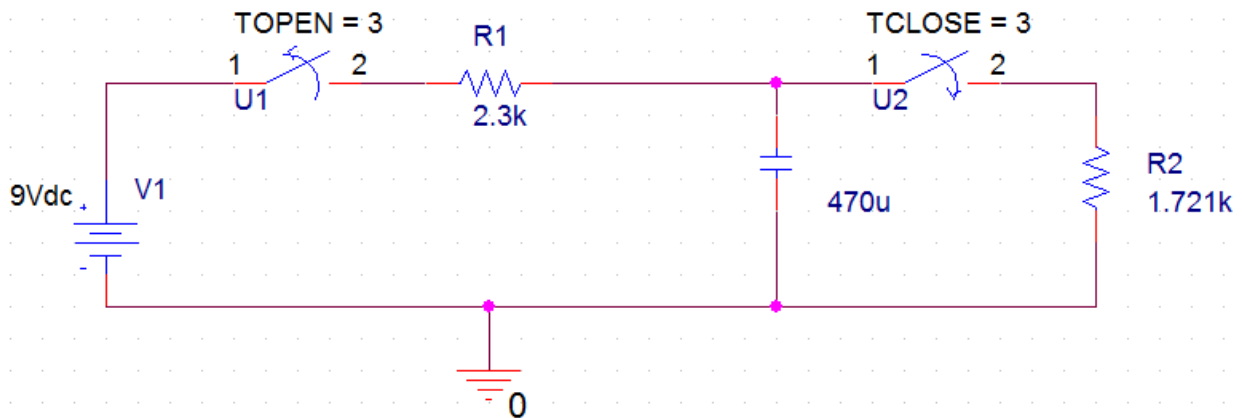 TOPEN = 3
R1
TCLOSE = 3
1
2
1
2
U1
2.3k
U2
9Vdc
V1
R2
470u
1.721k
0